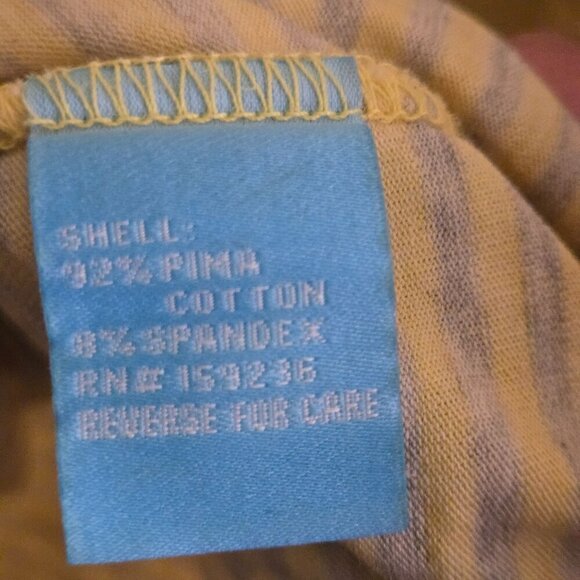 SHELL:
92% PIMA
COTTON
8% SPANDEX
RN# 159236
REVERSE FOR CARE